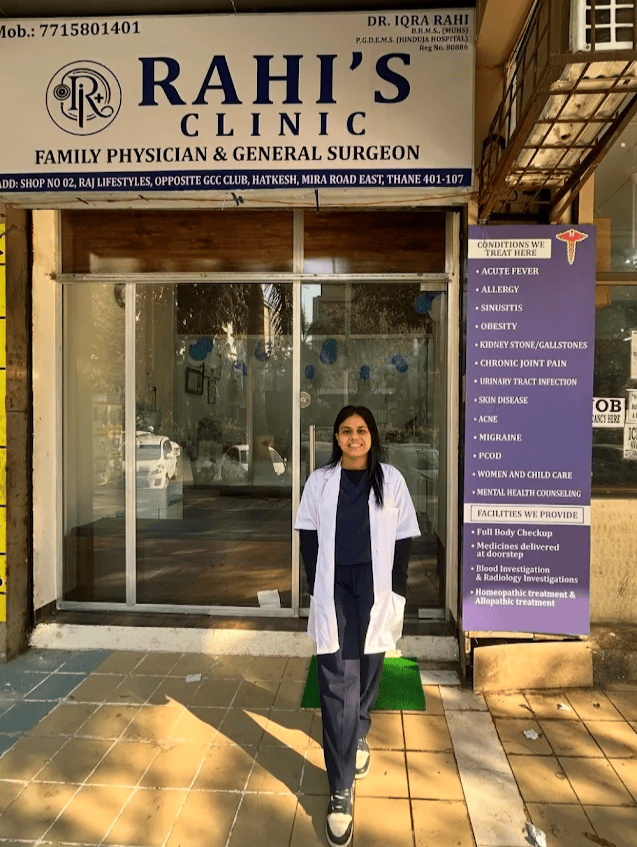 Mob.: 7715801401
DR. IQRA RAHI
B.H.M.S., (MUHS)
P.G.D.E.M.S. (HINDUJA HOSPITAL)
Reg No. 80886
RAHI'S
CLINIC
FAMILY PHYSICIAN & GENERAL SURGEON
ADD: SHOP NO 02, RAJ LIFESTYLES, OPPOSITE GCC CLUB, HATKESH, MIRA ROAD EAST, THANE 401-107
CONDITIONS WE
TREAT HERE
• ACUTE FEVER
• ALLERGY
• SINUSITIS
• OBESITY
• KIDNEY STONE/GALLSTONES
• CHRONIC JOINT PAIN
• URINARY TRACT INFECTION
• SKIN DISEASE
• ACNE
• MIGRAINE
• PCOD
• WOMEN AND CHILD CARE
• MENTAL HEALTH COUNSELING
FACILITIES WE PROVIDE
• Full Body Checkup
• Medicines delivered
at doorstep
• Blood Investigation
& Radiology Investigations
• Homeopathic treatment &
Allopathic treatment
JOB
VACANCY HERE